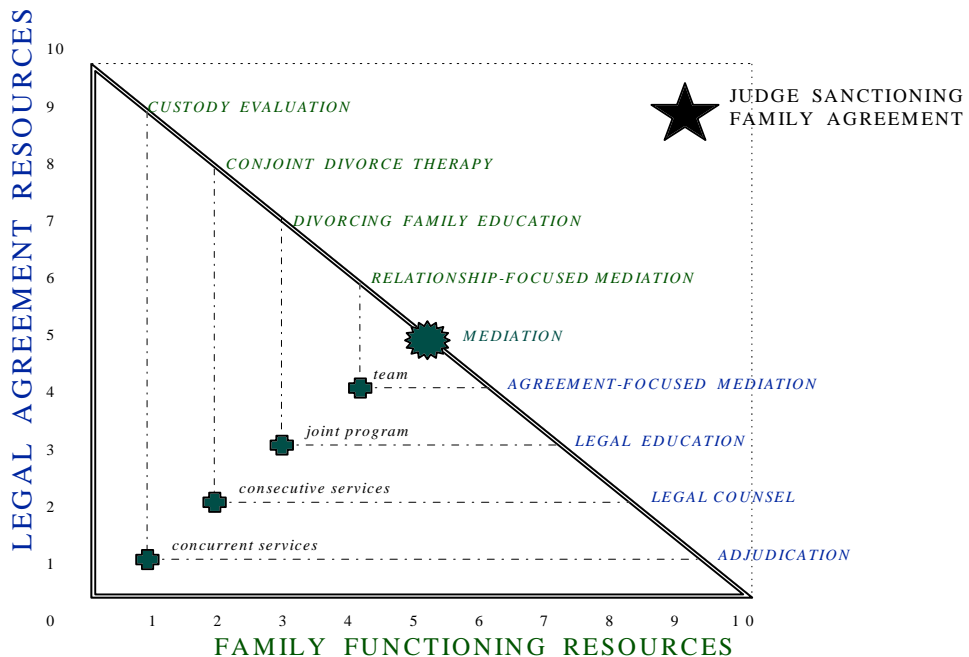 LEGAL AGREEMENT RESOURCES
10
9
8
7
6
5
4
3
2
1
0
JUDGE SANCTIONING
FAMILY AGREEMENT
CUSTODY EVALUATION
CONJOINT DIVORCE THERAPY
DIVORCING FAMILY EDUCATION
RELATIONSHIP-FOCUSED MEDIATION
MEDIATION
team
AGREEMENT-FOCUSED MEDIATION
joint program
LEGAL EDUCATION
consecutive services
LEGAL COUNSEL
concurrent services
ADJUDICATION
1 2 3 4 5 6 7 8 9 10
FAMILY FUNCTIONING RESOURCES